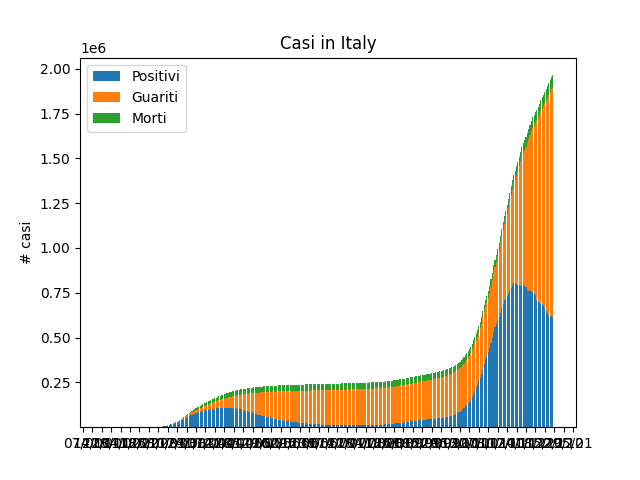 Casi in Italy
1e6
2.00
1.75
1.50
1.25
1.00
0.75
0.50
0.25
# casi
Positivi
Guariti
Morti